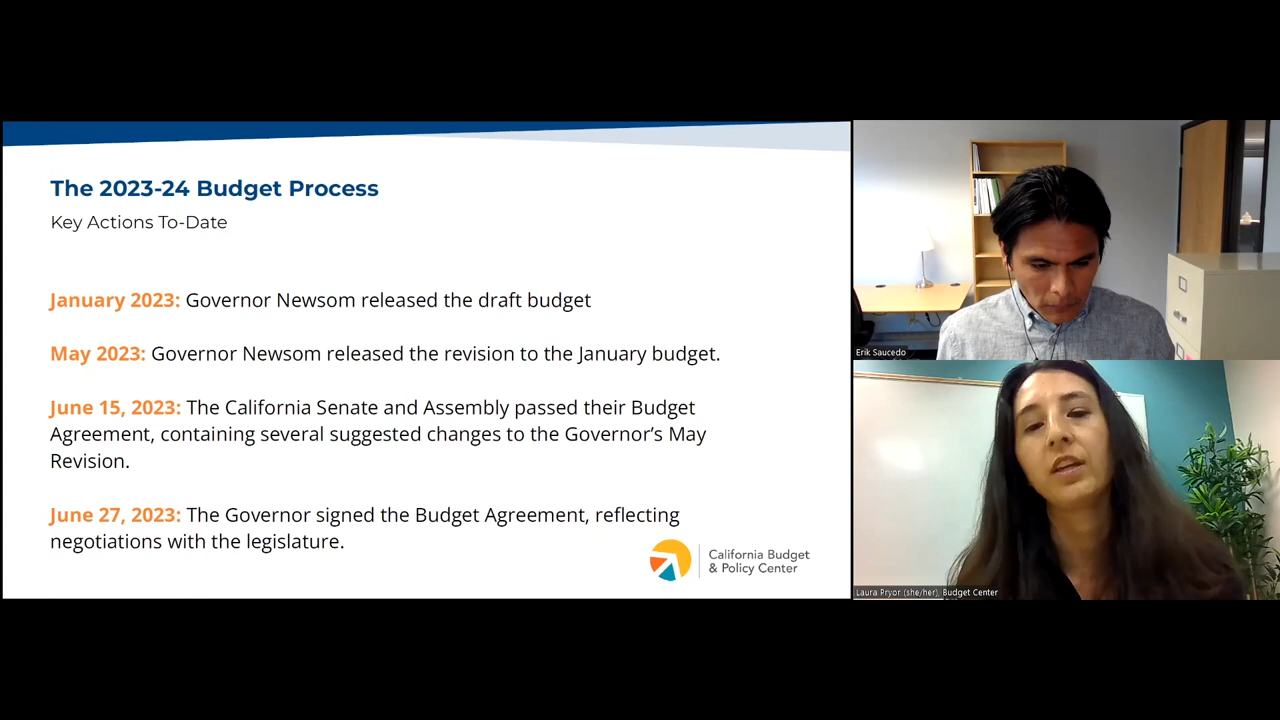 The 2023-24 Budget Process
Key Actions To-Date
January 2023: Governor Newsom released the draft budget
May 2023: Governor Newsom released the revision to the January budget.
June 15, 2023: The California Senate and Assembly passed their Budget
Agreement, containing several suggested changes to the Governor’s May
Revision.
June 27, 2023: The Governor signed the Budget Agreement, reflecting
negotiations with the legislature.
California Budget
& Policy Center
Erik Saucedo
Laura Pryor (she/her), Budget Center